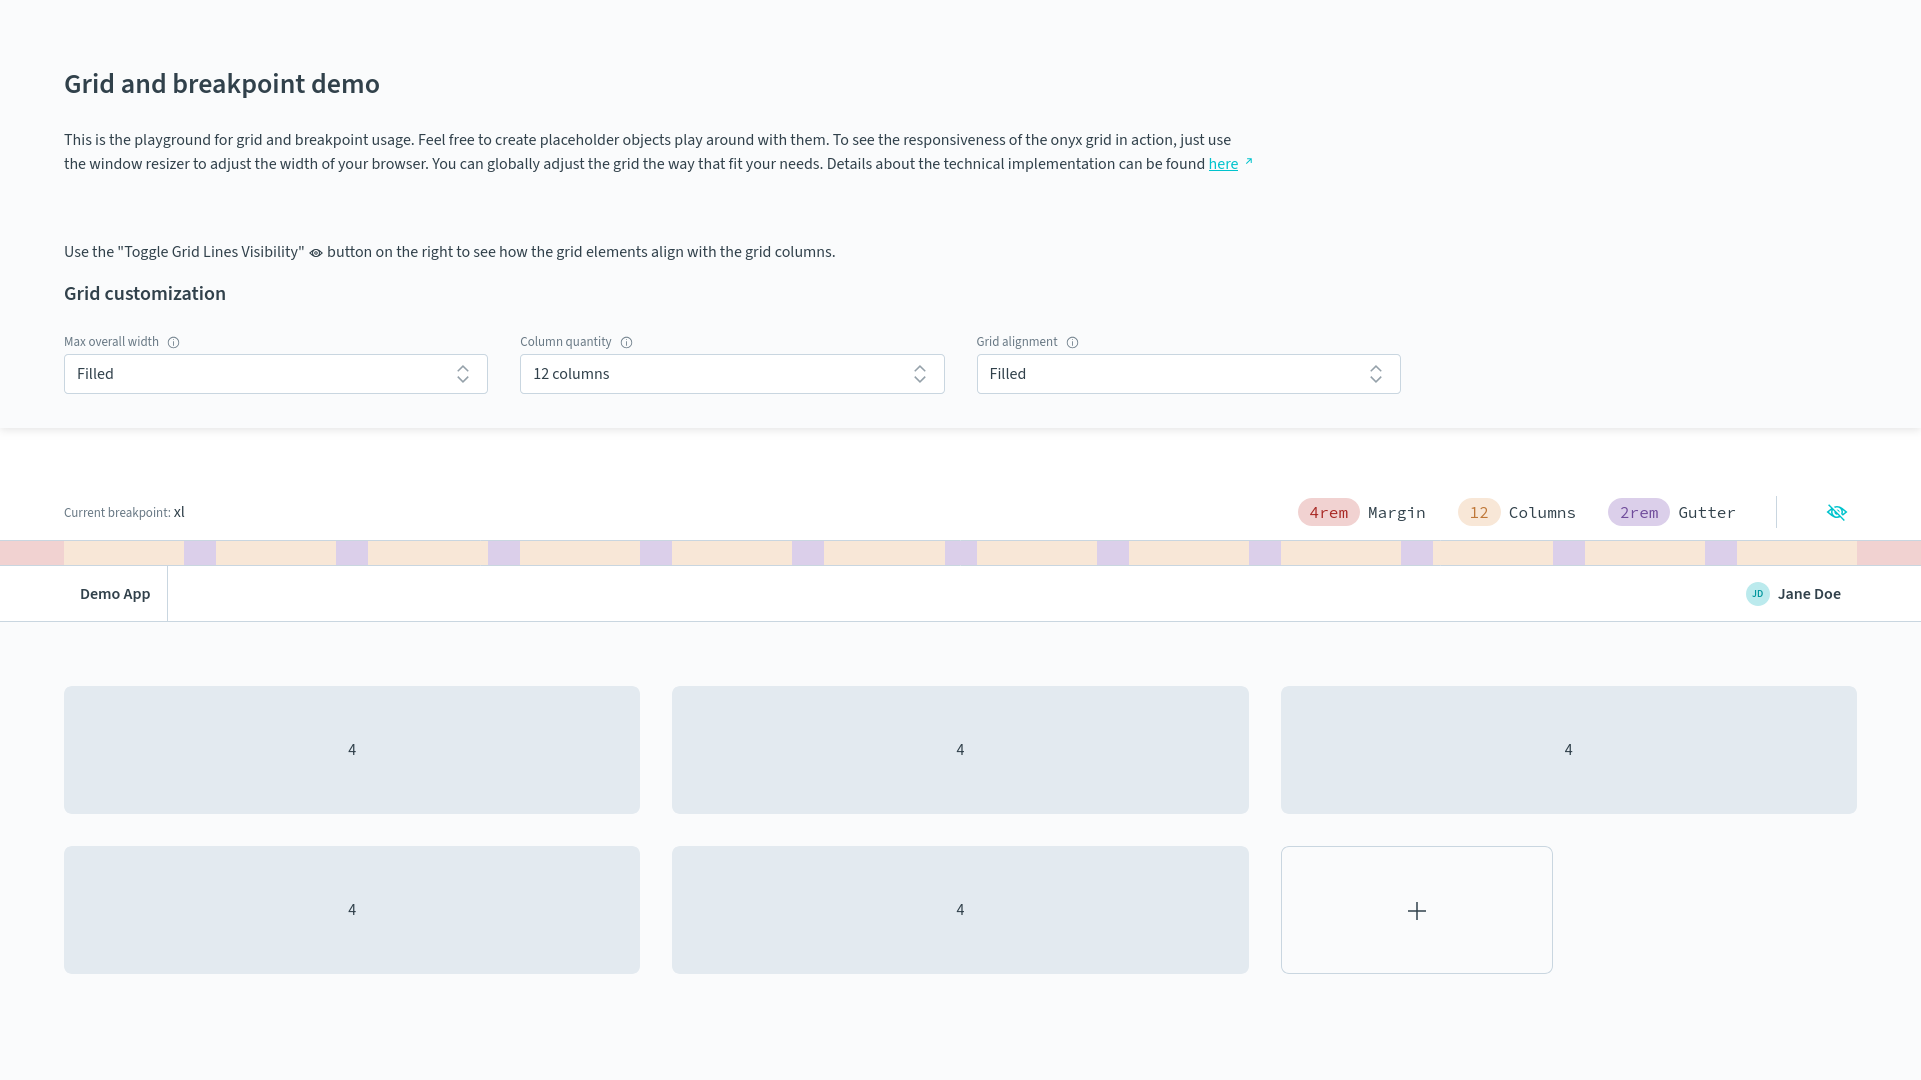 Grid and breakpoint demo
This is the playground for grid and breakpoint usage. Feel free to create placeholder objects play around with them. To see the responsiveness of the onyx grid in action, just use
the window resizer to adjust the width of your browser. You can globally adjust the grid the way that fit your needs. Details about the technical implementation can be found here
Use the "Toggle Grid Lines Visibility" button on the right to see how the grid elements align with the grid columns.
Grid customization
Max overall width Column quantity Grid alignment
Filled 12 columns Filled
Current breakpoint: xl 4rem Margin 12 Columns 2rem Gutter
Demo App JD Jane Doe
4 4 4
4 4